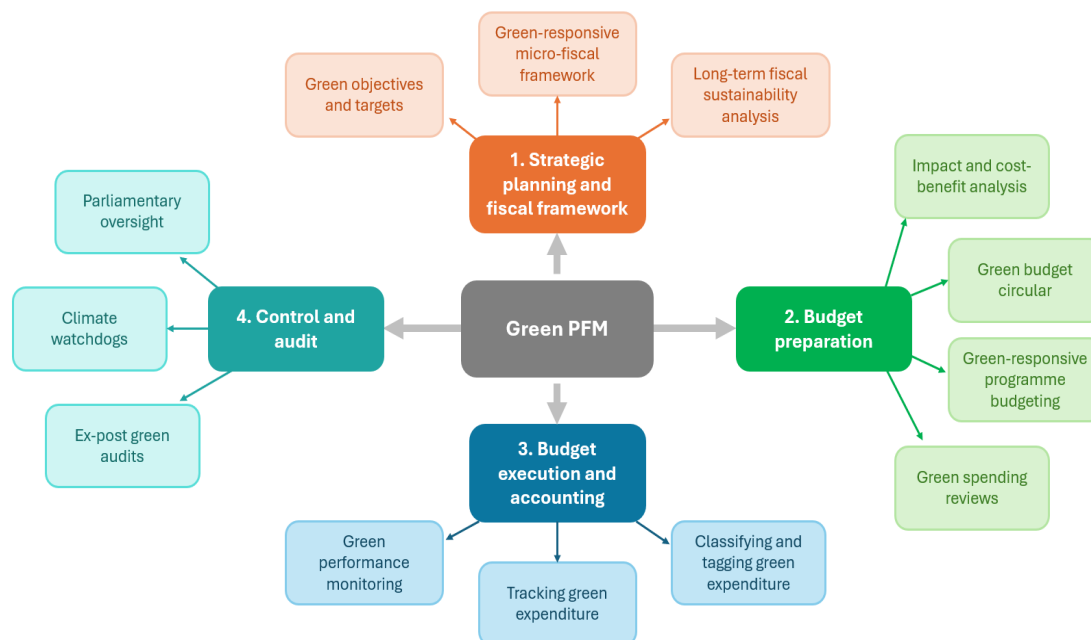 Green objectives
and targets
Green-responsive
micro-fiscal
framework
Long-term fiscal
sustainability
analysis
1. Strategic
planning and
fiscal framework
Impact and cost-
benefit analysis
Green budget
circular
Green-responsive
programme
budgeting
Green spending
reviews
2. Budget
preparation
Green PFM
4. Control and
audit
Parliamentary
oversight
Climate
watchdogs
Ex-post green
audits
3. Budget
execution and
accounting
Green
performance
monitoring
Tracking green
expenditure
Classifying and
tagging green
expenditure